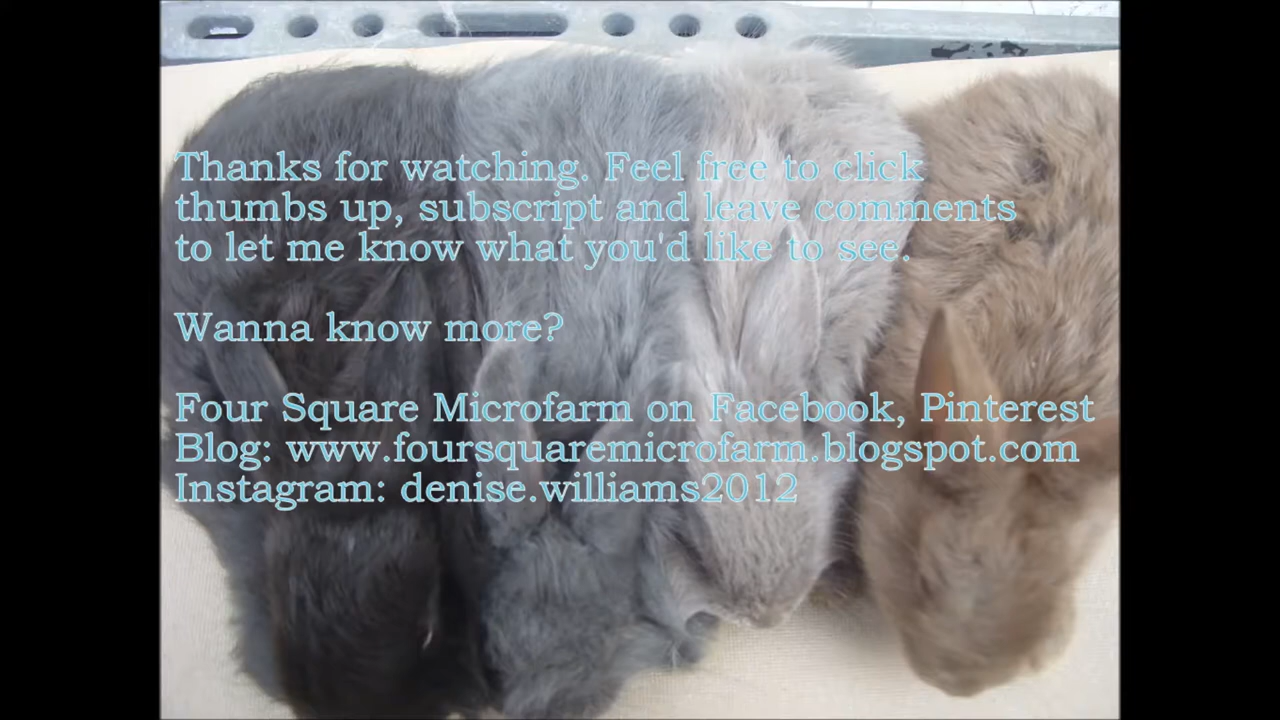 Thanks for watching. Feel free to click
thumbs up, subscribe and leave comments
to let me know what you'd like to see.
Wanna know more?
Four Square Microfarm on Facebook, Pinterest
Blog: www.foursquaremicrofarm.blogspot.com
Instagram: denise.williams2012